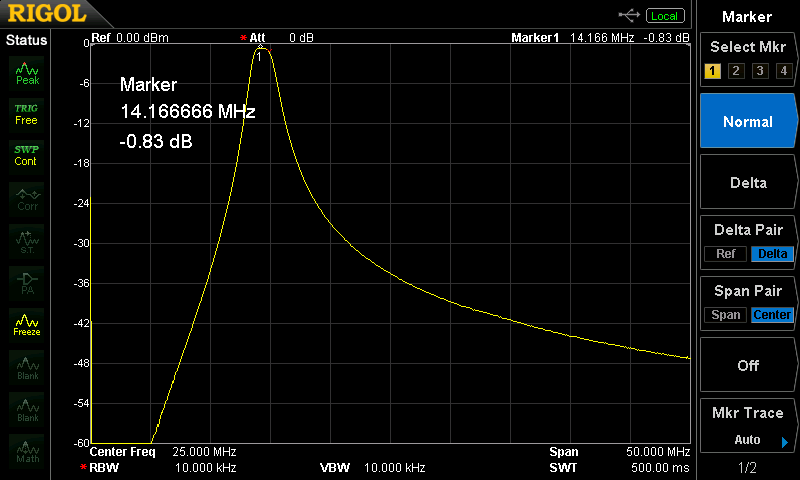 RIGOL
Status
Peak
TRIG
Free
SWP
Cont
Corr
S.T.
PA
Freeze
Blank
Blank
Math
Ref 0.00 dBm * Att 0 dB Marker1 14.166 MHz -0.83 dB
Local
Marker
14.166666 MHz
-0.83 dB
1
0
-6
-12
-18
-24
-30
-36
-42
-48
-54
-60
Center Freq 25.000 MHz Span 50.000 MHz
* RBW 10.000 kHz VBW 10.000 kHz SWT 500.00 ms
Marker
Select Mkr
1 2 3 4
Normal
Delta
Delta Pair
Ref Delta
Span Pair
Span Center
Off
Mkr Trace
Auto
1/2